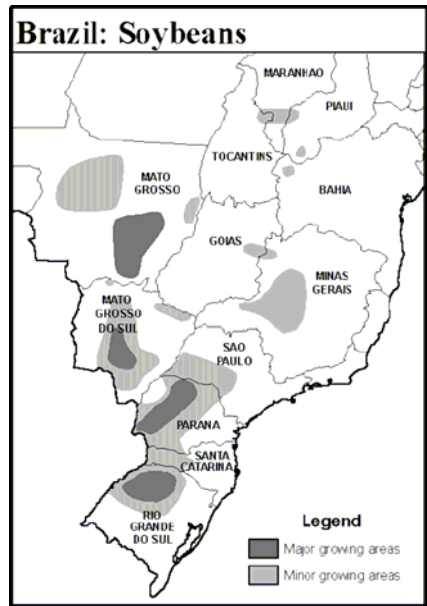 Brazil: Soybeans
MARANHAO
PIAUI
TOCANTINS
MATO
GROSSO
BAHIA
GOIAS
MINAS
GERAIS
MATO
GROSSO
DO SUL
SAO
PAULO
PARANA
SANTA
CATARINA
RIO
GRANDE
DO SUL
Legend
Major growing areas
Minor growing areas